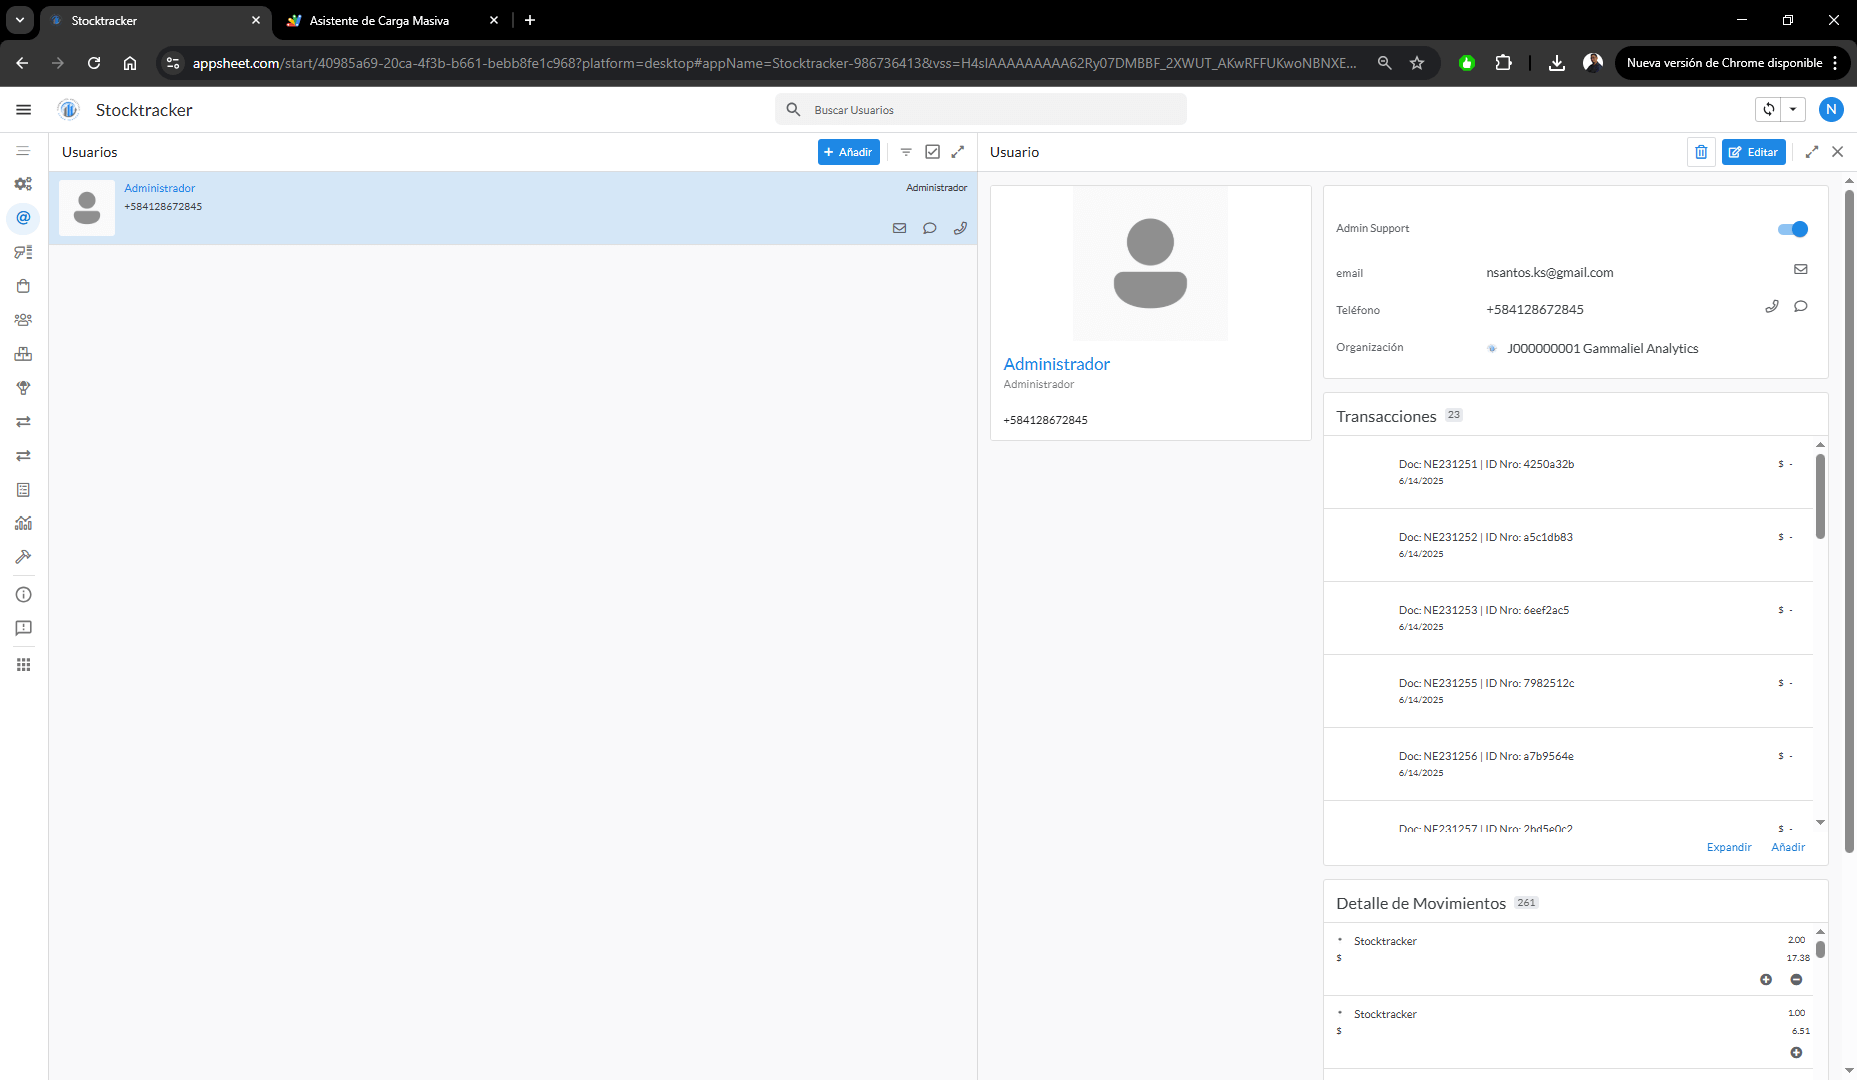 Stocktracker
Asistente de Carga Masiva
appsheet.com/start/40985a69-20ca-4f3b-b661-bebb8fe1c968?platform=desktop#appName=Stocktracker-986736413&vss=H4sIAAAAAAAAA62Ry07DMBBF_2XWUT_AKwRFFUKwoNBNXE...
Nueva versión de Chrome disponible
Stocktracker
Buscar Usuarios
N
Usuarios
+ Añadir
Usuario
Editar
Administrador
Administrador
+584128672845
Administrador
Administrador
+584128672845
Admin Support
email
nsantos.ks@gmail.com
Teléfono
+584128672845
Organización
J000000001 Gammaliel Analytics
Transacciones 23
Doc: NE231251 | ID Nro: 4250a32b
$ -
6/14/2025
Doc: NE231252 | ID Nro: a5c1db83
$ -
6/14/2025
Doc: NE231253 | ID Nro: 6eef2ac5
$ -
6/14/2025
Doc: NE231255 | ID Nro: 7982512c
$ -
6/14/2025
Doc: NE231256 | ID Nro: a7b9564e
$ -
6/14/2025
Doc: NE231257 | ID Nro: 2bd5e0c2
$ -
Expandir
Añadir
Detalle de Movimientos 261
* Stocktracker
2.00
$
17.38
* Stocktracker
1.00
$
6.51